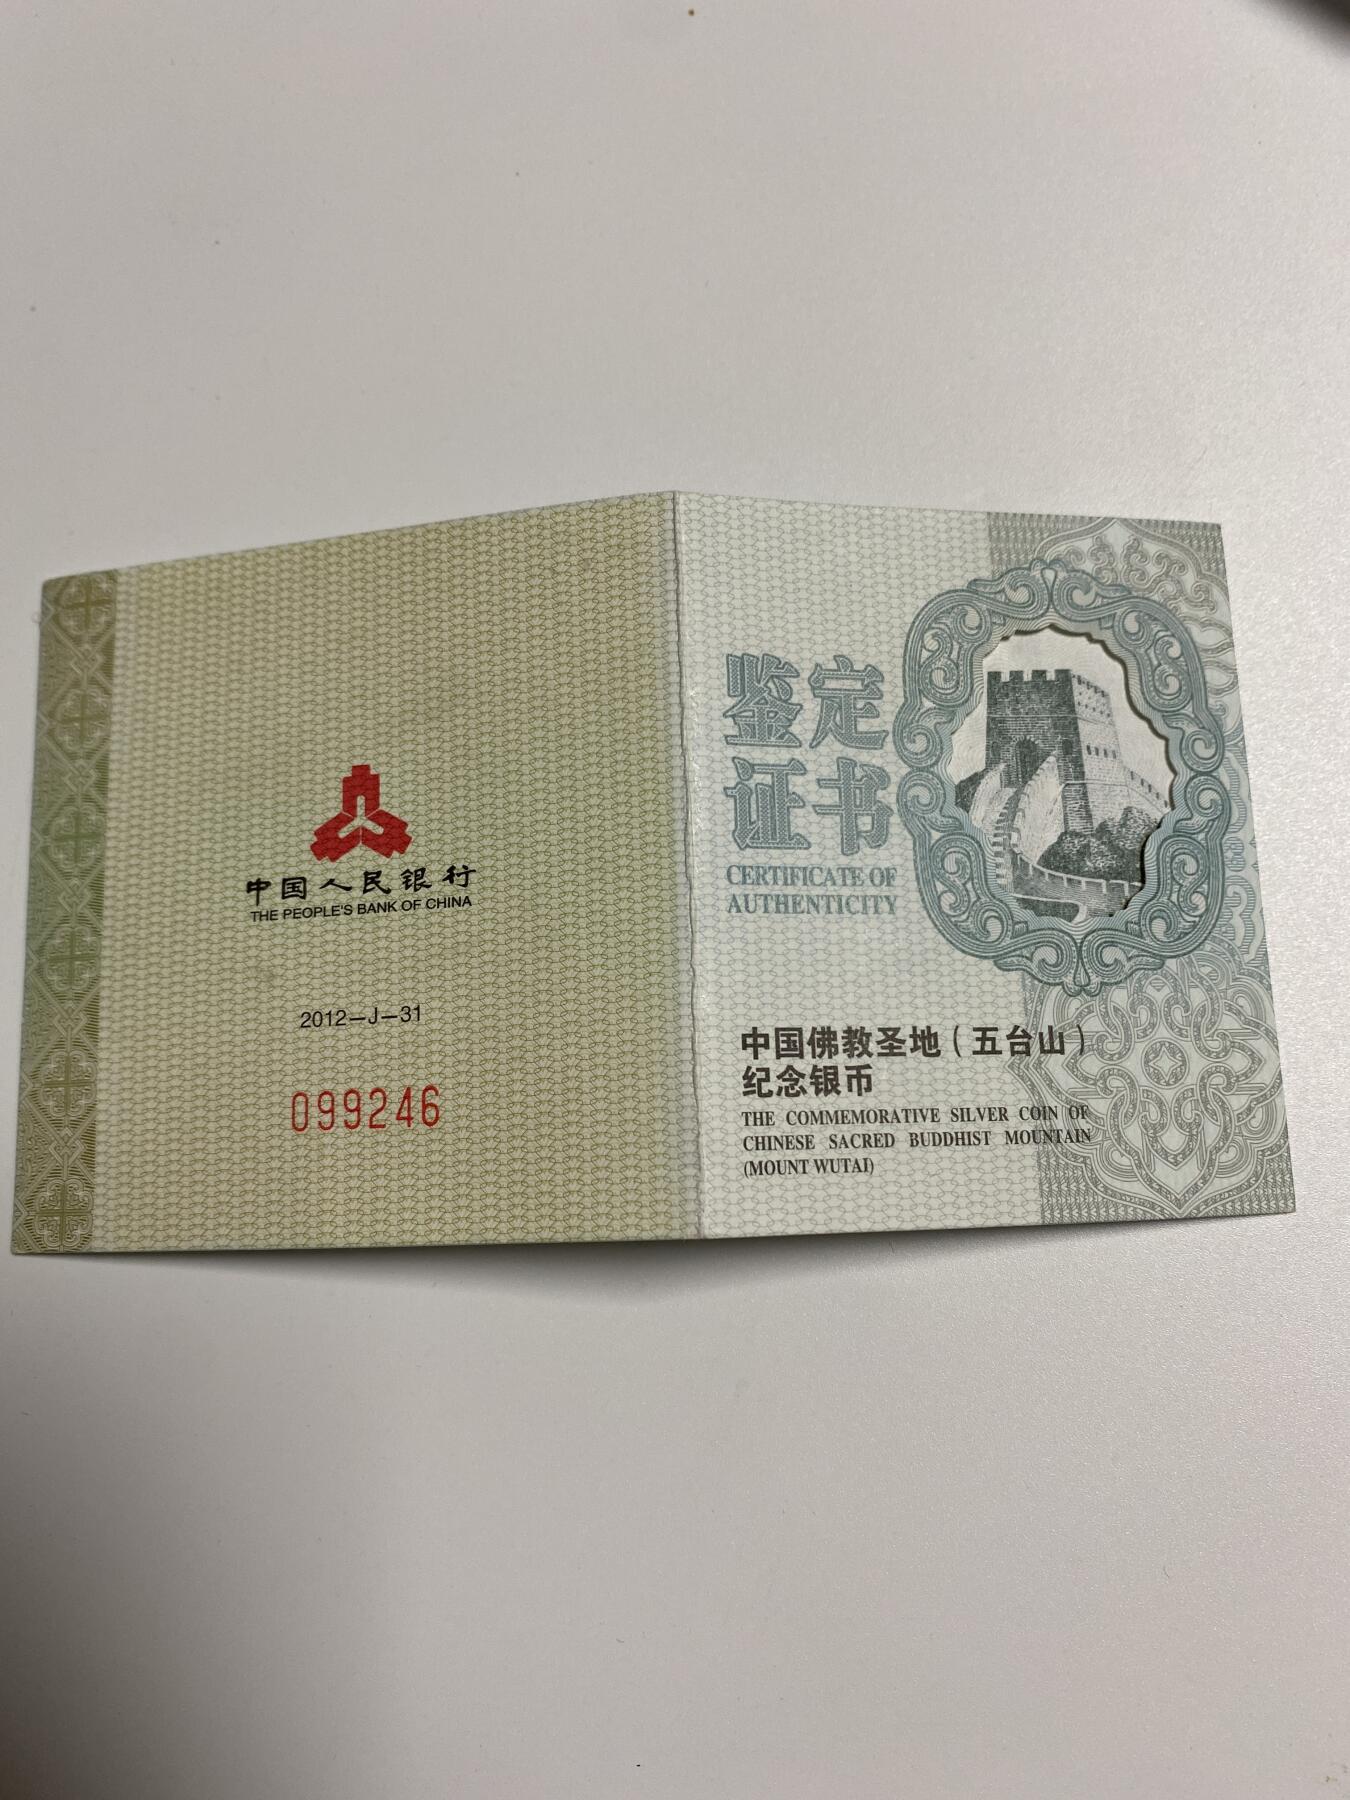 中国人民银行
THE PEOPLE'S BANK OF CHINA
2012—J—31
099246
鉴定
证书
CERTIFICATE OF
AUTHENTICITY
中国佛教圣地（五台山）
纪念银币
THE COMMEMORATIVE SILVER COIN OF
CHINESE SACRED BUDDHIST MOUNTAIN
(MOUNT WUTAI)